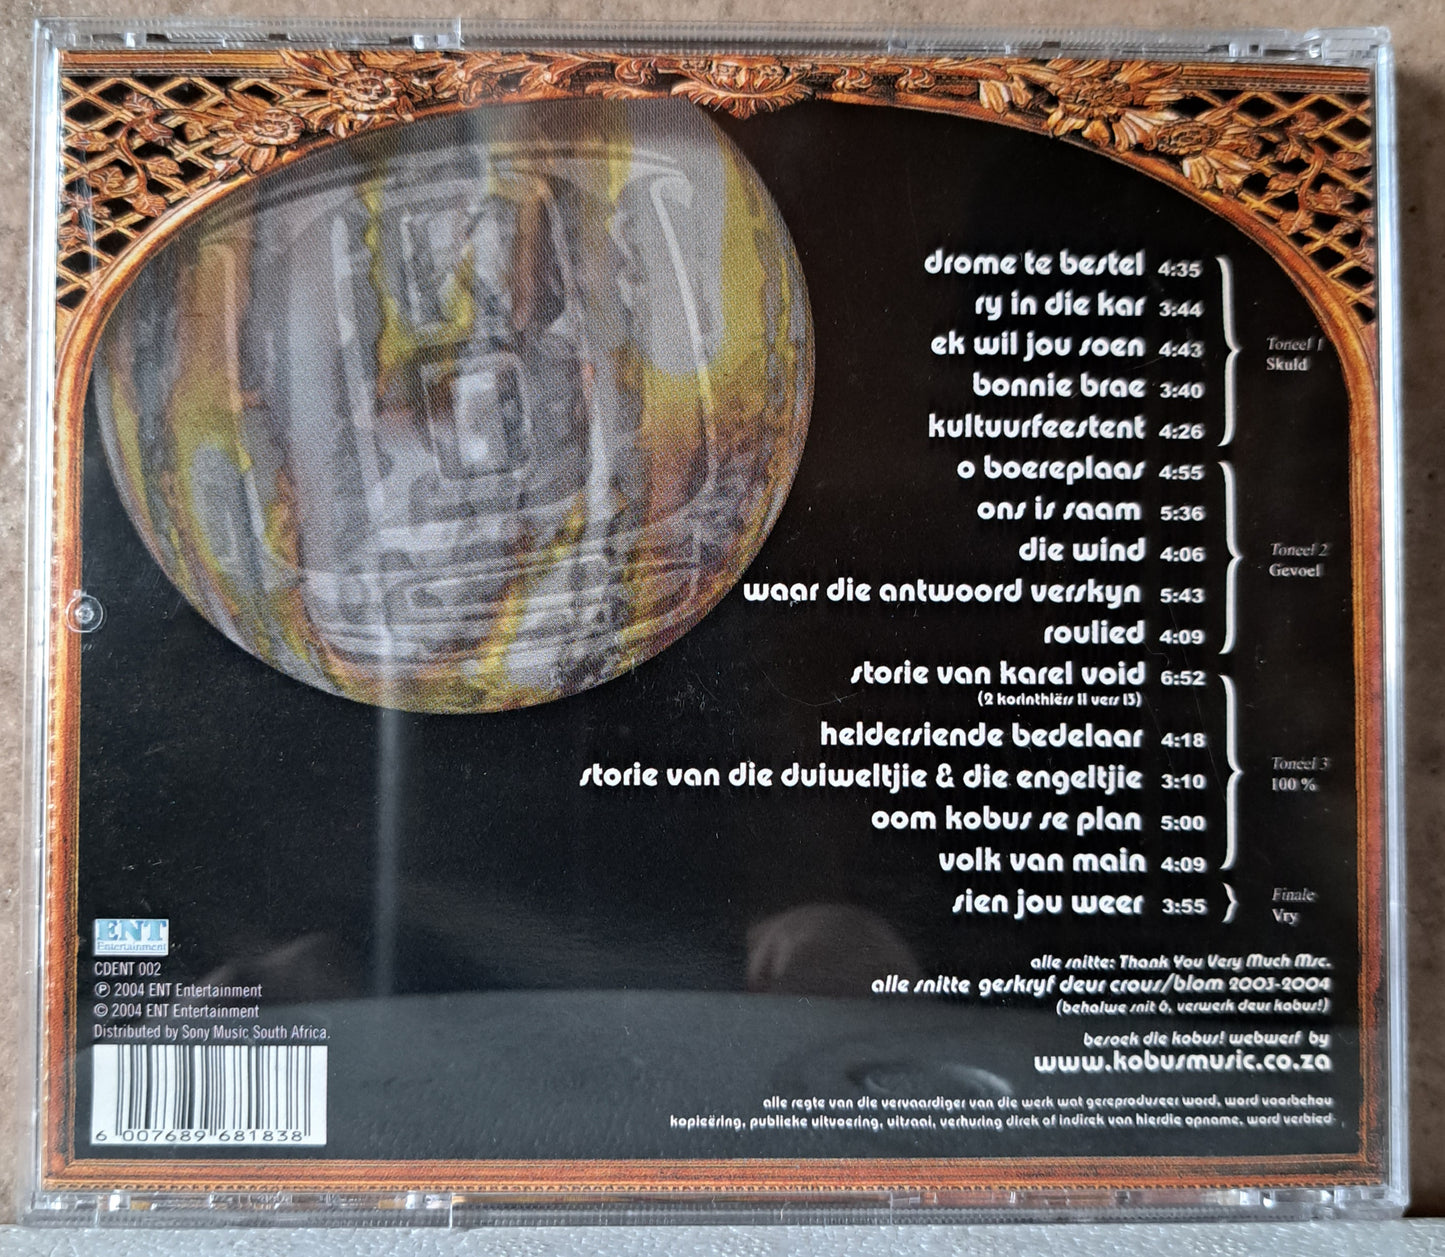 drome te bestel 4:35
ry in die kar 3:44
ek wil jou soen 4:43
bonnie brae 3:40
kultuurfeestent 4:26
Toneel 1
Skuld
o boereplaas 4:55
ons is saam 5:36
die wind 4:06
waar die antwoord verskyn 5:43
roulied 4:09
Toneel 2
Gevoel
storie van karel void 6:52
(2 korinthiërs 11 vers 13)
heldersiende bedelaar 4:18
storie van die duiweltjie & die engeltjie 3:10
oom kobus se plan 5:00
volk van main 4:09
Toneel 3
100 %
sien jou weer 3:55
Finale
Vry
alle snitte: Thank You Very Much Msc.
alle snitte geskryf deur crous/blom 2003-2004
(behalwe snit 6, verwerk deur kobus!)
besoek die kobus! webwerf by
www.kobusmusic.co.za
alle regte van die vervaardiger van die werk wat gereproduseer word, word voorbehou
kopieëring, publieke uitvoering, uitsaai, verhuring direk of indirek van hierdie opname, word verbied
ENT
Entertainment
CDENT 002
℗ 2004 ENT Entertainment
© 2004 ENT Entertainment
Distributed by Sony Music South Africa.
6 007689 681838